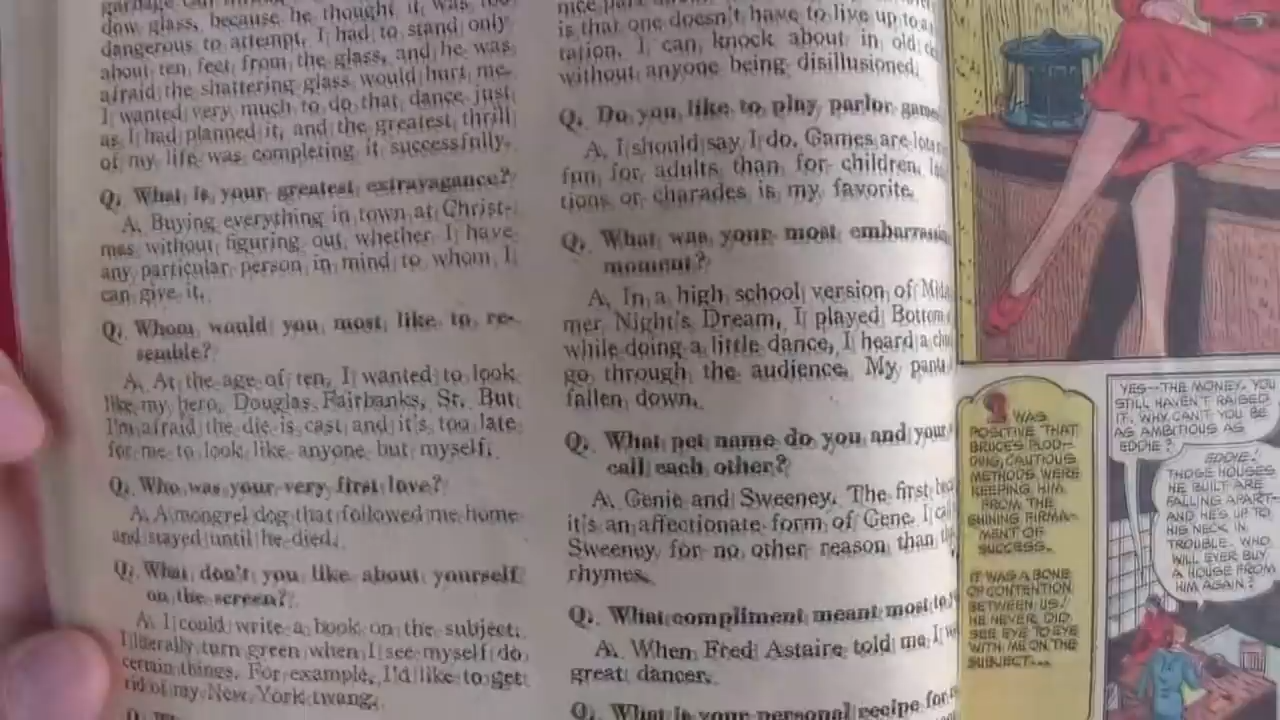 dow glass, because he thought it was too
dangerous to attempt. I had to stand only
about ten feet from the glass, and he was
afraid the shattering glass would hurt me.
I wanted very much to do that dance just
as I had planned it, and the greatest thrill
of my life was completing it successfully.
Q. What is your greatest extravagance?
A. Buying everything in town at Christ-
mas without figuring out whether I have
any particular person in mind to whom I
can give it.
Q. Whom would you most like to re-
semble?
A. At the age of ten, I wanted to look
like my hero, Douglas Fairbanks, Sr. But
I'm afraid the die is cast and it's too late
for me to look like anyone but myself.
Q. Who was your very first love?
A. A mongrel dog that followed me home
and stayed until he died.
Q. What don't you like about yourself
on the screen?
A. I could write a book on the subject.
I literally turn green when I see myself do
certain things. For example, I'd like to get
rid of my New York twang.
is that one doesn't have to live up to a
tation. I can knock about in old
without anyone being disillusioned.
Q. Do you like to play parlor game
A. I should say I do. Games are
fun for adults than for children.
tions or charades is my favorite.
Q. What was your most embarrassin
moment?
A. In a high school version of Mids
mer Night's Dream, I played Bottom
while doing a little dance, I heard a
go through the audience. My pants
fallen down.
Q. What pet name do you and your
call each other?
A. Genie and Sweeney. The first
it's an affectionate form of Gene. I
Sweeney for no other reason than
rhymes.
Q. What compliment meant most to
A. When Fred Astaire told me I
great dancer.
Q. What is your personal recipe for
I WAS
POSITIVE THAT
BRUCE'S PLOD-
DING, CAUTIOUS
METHODS WERE
KEEPING HIM
FROM THE
SHINING FIRMA-
MENT OF
SUCCESS.
IT WAS A BONE
OF CONTENTION
BETWEEN US!
HE NEVER DID
SEE EYE TO EYE
WITH ME ON THE
SUBJECT...
YES--THE MONEY. YOU
STILL HAVEN'T RAISED
IT. WHY CAN'T YOU BE
AS AMBITIOUS AS
EDDIE?
EDDIE!
THOSE HOUSES
HE BUILT ARE
FALLING APART--
AND HE'S UP TO
HIS NECK IN
TROUBLE. WHO
WILL EVER BUY
A HOUSE FROM
HIM AGAIN?